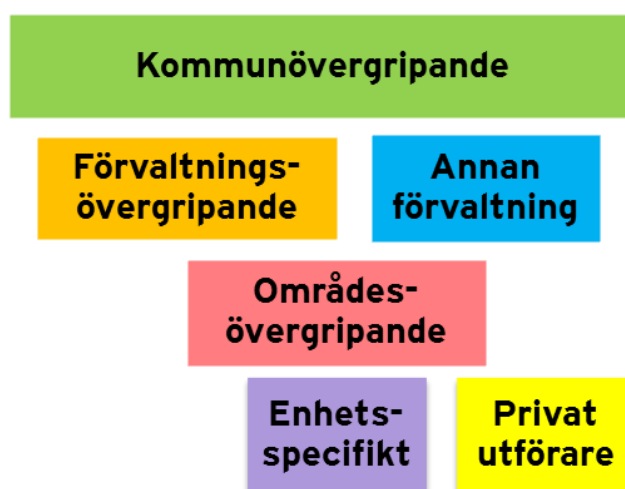 Kommunövergripande
Förvaltnings-
övergripande
Annan
förvaltning
Områdes-
övergripande
Enhets-
specifikt
Privat
utförare